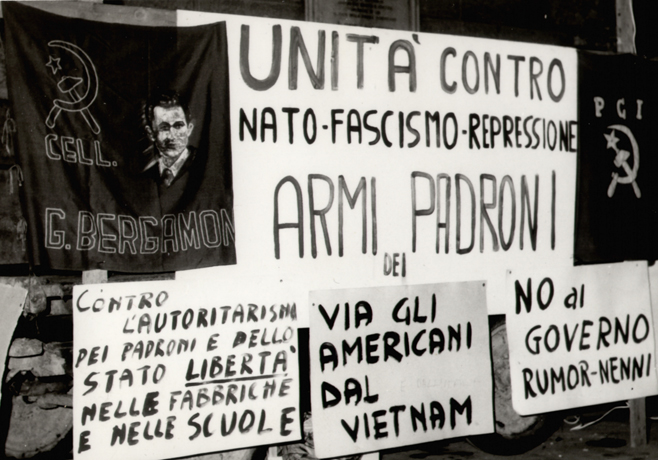 CELL.
G. BERGAMON
UNITÀ CONTRO
NATO-FASCISMO-REPRESSIONE
ARMI DEI PADRONI
PCI
CONTRO
L'AUTORITARISMO
DEI PADRONI E DELLO
STATO LIBERTA'
NELLE FABBRICHE
E NELLE SCUOLE
VIA GLI
AMERICANI
DAL
VIETNAM
NO al
GOVERNO
RUMOR-NENNI